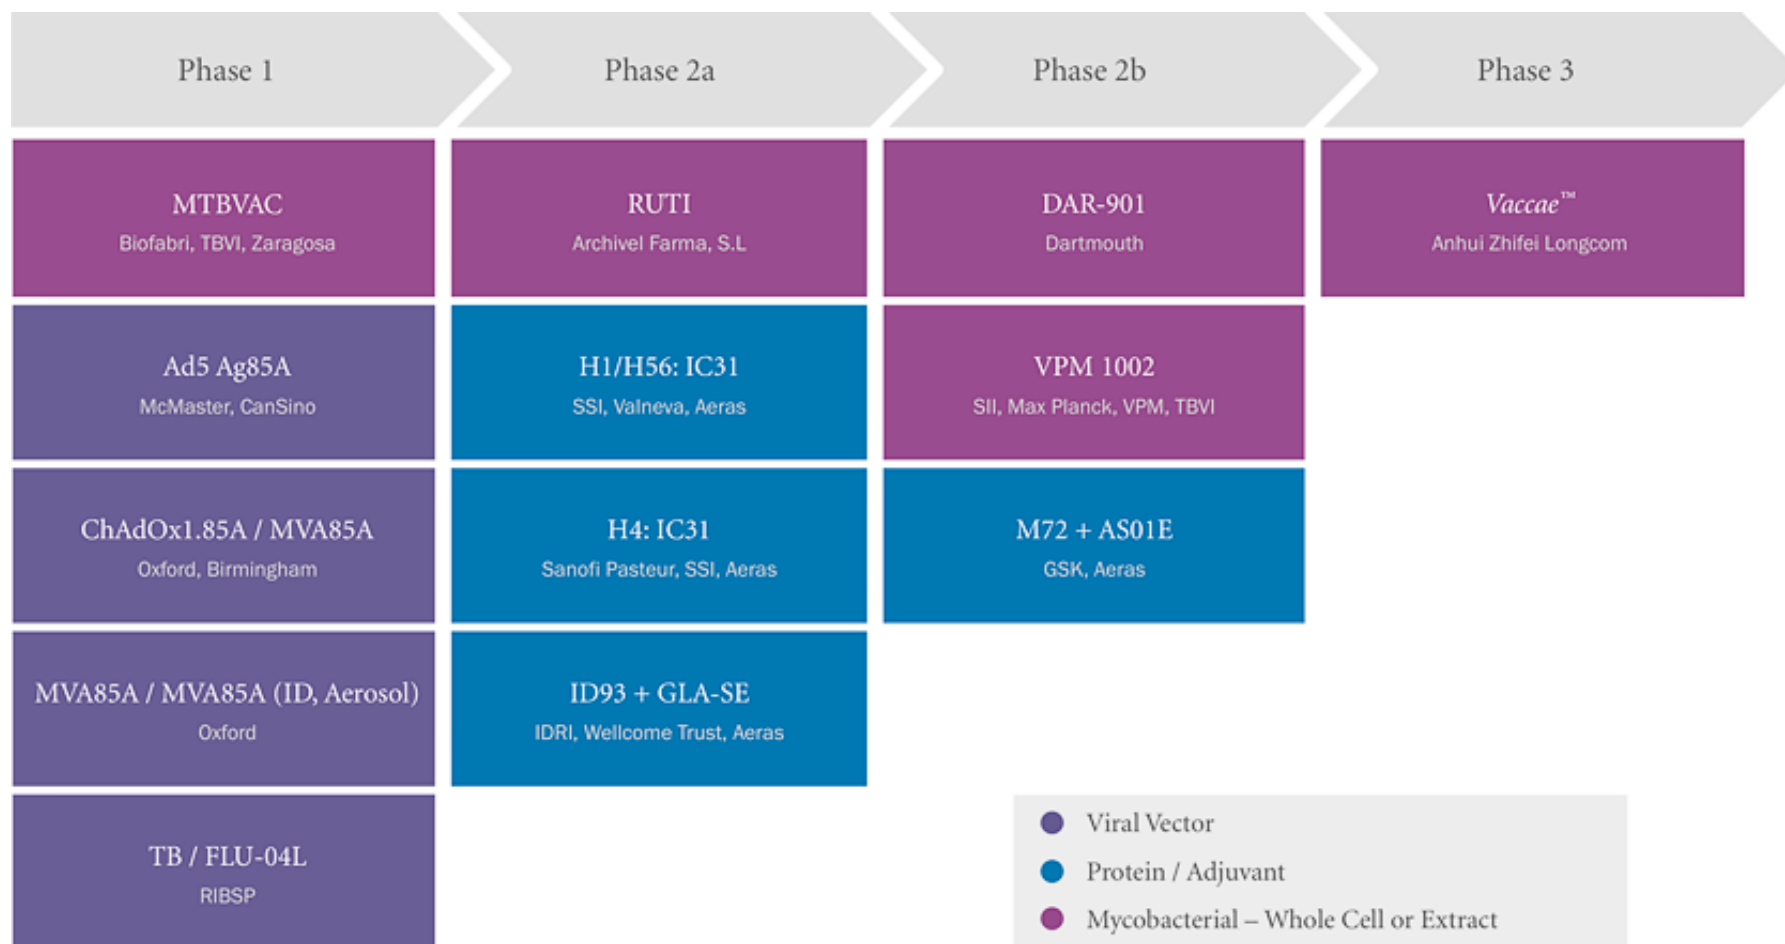 Phase 1
Phase 2a
Phase 2b
Phase 3
MTBVAC
Biofabri, TBVI, Zaragosa
RUTI
Archivel Farma, S.L
DAR-901
Dartmouth
Vaccae™
Anhui Zhifei Longcom
Ad5 Ag85A
McMaster, CanSino
H1/H56: IC31
SSI, Valneva, Aeras
VPM 1002
SII, Max Planck, VPM, TBVI
ChAdOx1.85A / MVA85A
Oxford, Birmingham
H4: IC31
Sanofi Pasteur, SSI, Aeras
M72 + AS01E
GSK, Aeras
MVA85A / MVA85A (ID, Aerosol)
Oxford
ID93 + GLA-SE
IDRI, Wellcome Trust, Aeras
TB / FLU-04L
RIBSP
Viral Vector
Protein / Adjuvant
Mycobacterial – Whole Cell or Extract